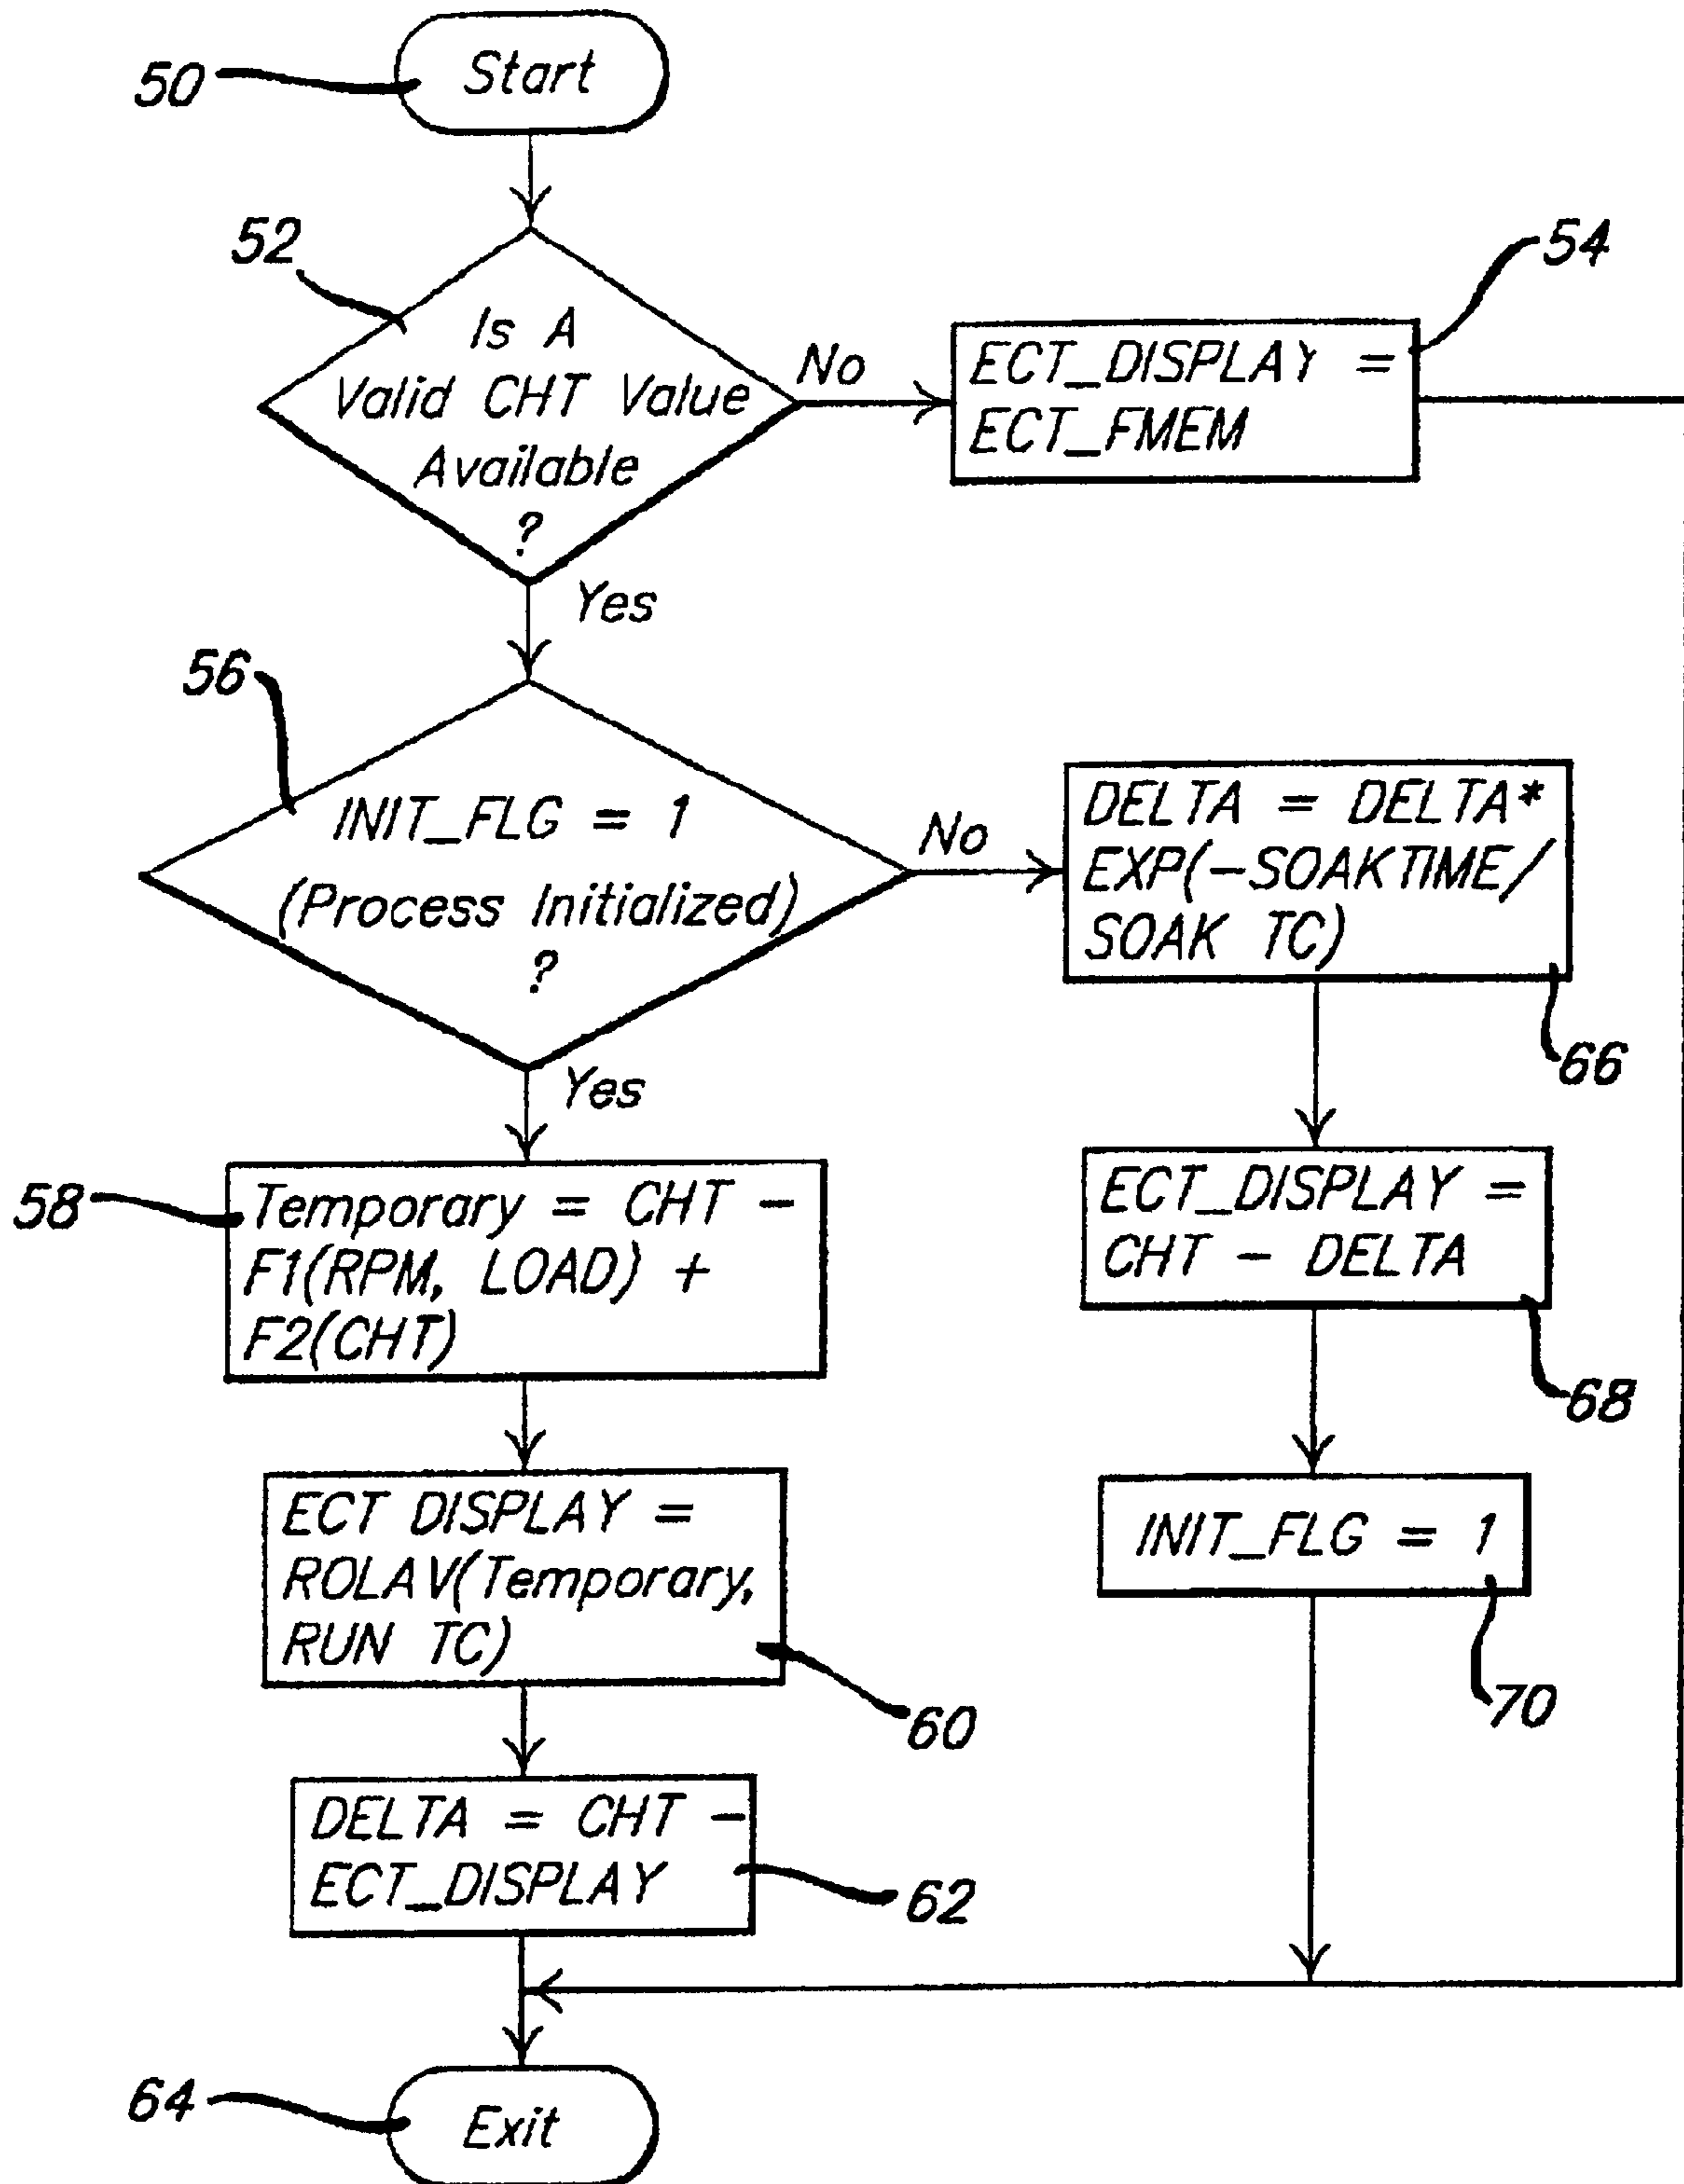 50
Start
52
Is A
Valid CHT Value
Available
?
No
54
ECT_DISPLAY =
ECT_FMEM
Yes
56
INIT_FLG = 1
(Process Initialized)
?
No
DELTA = DELTA*
EXP(-SOAKTIME/
SOAK TC)
66
Yes
58
Temporary = CHT -
F1(RPM, LOAD) +
F2(CHT)
ECT_DISPLAY =
CHT - DELTA
68
ECT DISPLAY =
ROLAV(Temporary,
RUN TC)
60
INIT_FLG = 1
70
DELTA = CHT -
ECT_DISPLAY
62
64
Exit